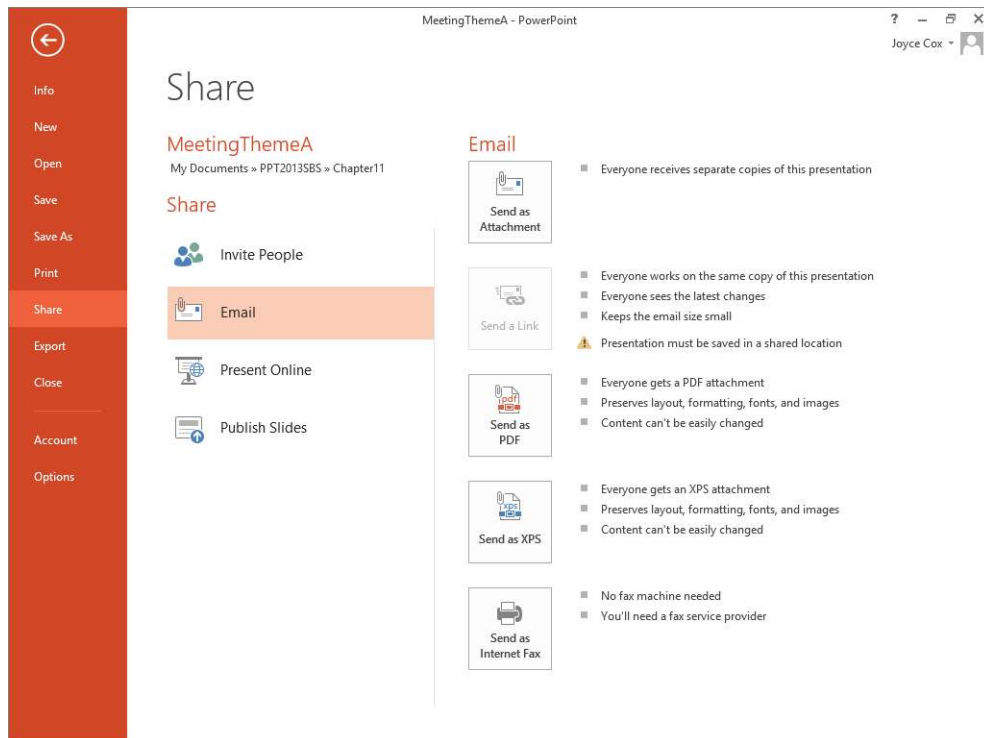 MeetingThemeA - PowerPoint
?
Joyce Cox
Info
New
Open
Save
Save As
Print
Share
Export
Close
Account
Options
Share
MeetingThemeA
My Documents » PPT2013SBS » Chapter11
Share
Invite People
Email
Present Online
Publish Slides
Email
Send as
Attachment
Everyone receives separate copies of this presentation
Send a Link
Everyone works on the same copy of this presentation
Everyone sees the latest changes
Keeps the email size small
Presentation must be saved in a shared location
pdf
Send as
PDF
Everyone gets a PDF attachment
Preserves layout, formatting, fonts, and images
Content can't be easily changed
xps
Send as XPS
Everyone gets an XPS attachment
Preserves layout, formatting, fonts, and images
Content can't be easily changed
Send as
Internet Fax
No fax machine needed
You'll need a fax service provider